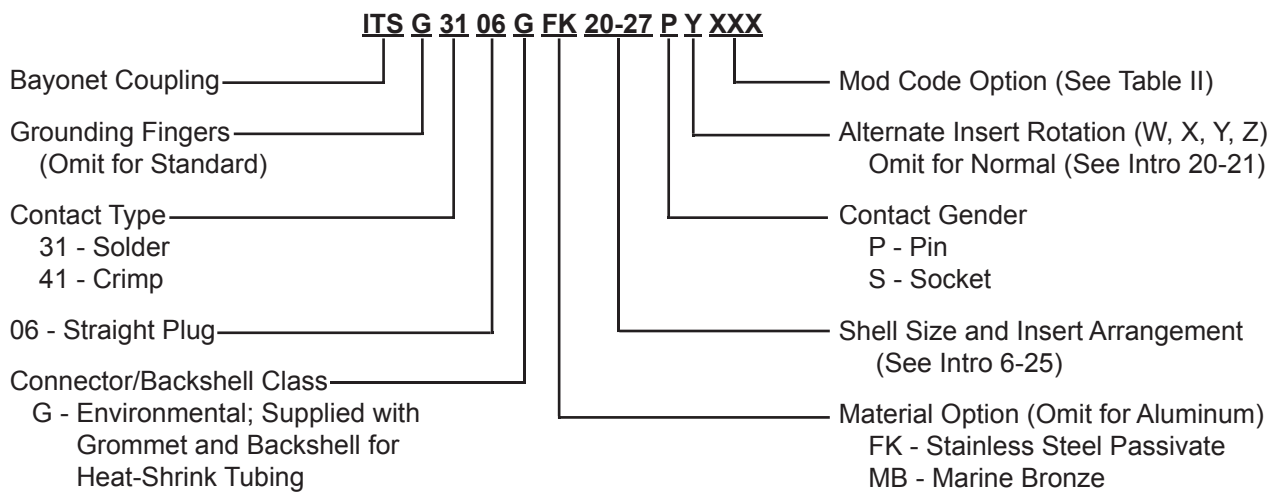 ITS G 31 06 G FK 20-27 P Y XXX
Bayonet Coupling
Grounding Fingers
(Omit for Standard)
Contact Type
31 - Solder
41 - Crimp
06 - Straight Plug
Connector/Backshell Class
G - Environmental; Supplied with
Grommet and Backshell for
Heat-Shrink Tubing
Mod Code Option (See Table II)
Alternate Insert Rotation (W, X, Y, Z)
Omit for Normal (See Intro 20-21)
Contact Gender
P - Pin
S - Socket
Shell Size and Insert Arrangement
(See Intro 6-25)
Material Option (Omit for Aluminum)
FK - Stainless Steel Passivate
MB - Marine Bronze